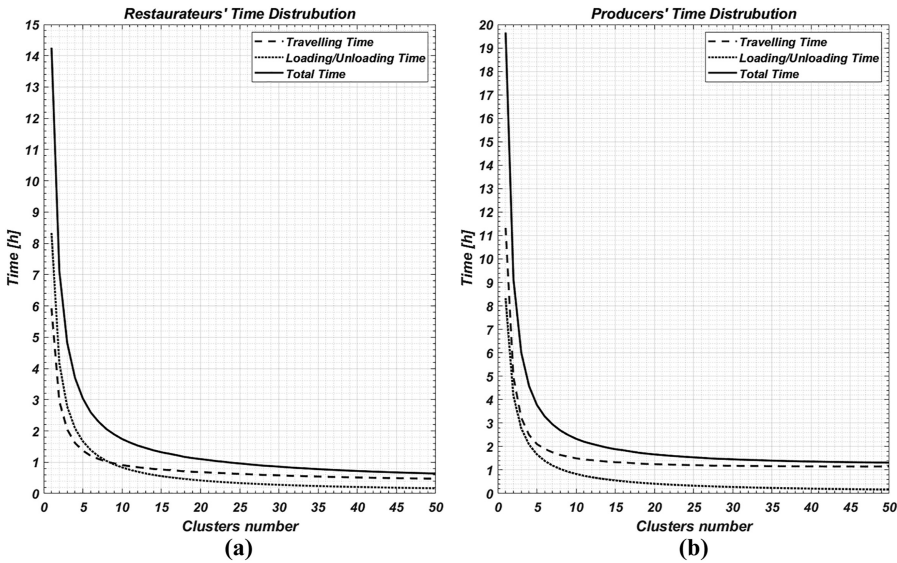 Restaurateurs' Time Distrubution
Travelling Time
Loading/Unloading Time
Total Time
15
14
13
12
11
10
9
8
7
6
5
4
3
2
1
0
Time [h]
0 5 10 15 20 25 30 35 40 45 50
Clusters number
(a)
Producers' Time Distribution
Travelling Time
Loading/Unloading Time
Total Time
20
19
18
17
16
15
14
13
12
11
10
9
8
7
6
5
4
3
2
1
0
Time [h]
0 5 10 15 20 25 30 35 40 45 50
Clusters number
(b)